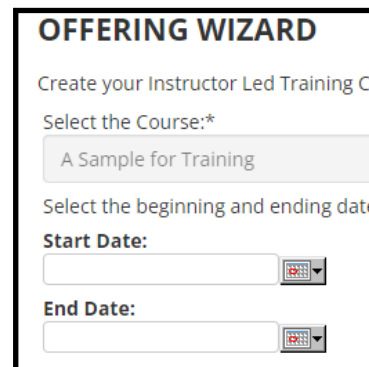 OFFERING WIZARD
Create your Instructor Led Training
Select the Course:*
A Sample for Training
Select the beginning and ending
Start Date:
End Date: